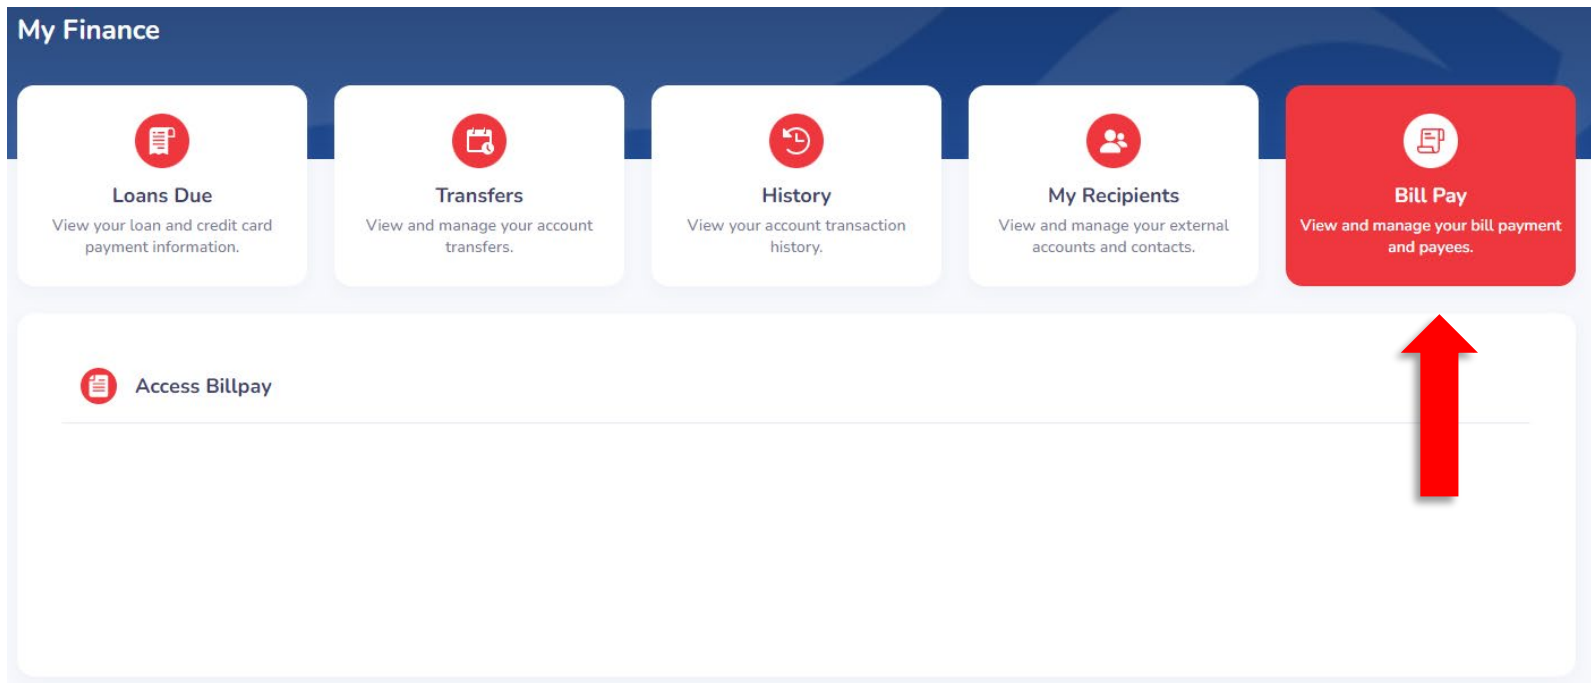 My Finance
Loans Due
View your loan and credit card
payment information.
Transfers
View and manage your account
transfers.
History
View your account transaction
history.
My Recipients
View and manage your external
accounts and contacts.
Bill Pay
View and manage your bill payment
and payees.
Access Billpay